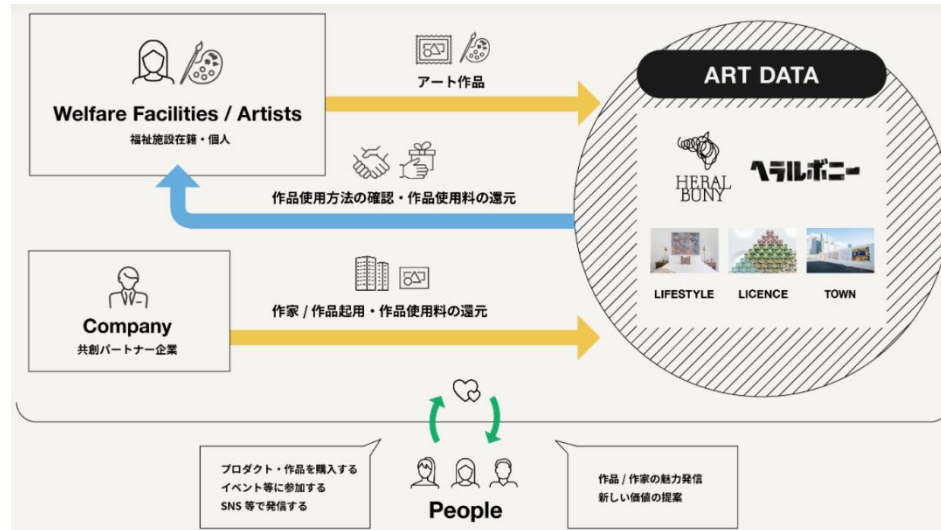 Welfare Facilities / Artists
福祉施設在籍・個人
アート作品
作品使用方法の確認・作品使用料の還元
Company
共創パートナー企業
作家 / 作品起用・作品使用料の還元
ART DATA
HERAL
BUNY
ヘラルボニー
LIFESTYLE
LICENCE
TOWN
プロダクト・作品を購入する
イベント等に参加する
SNS 等で発信する
People
作品 / 作家の魅力発信
新しい価値の提案